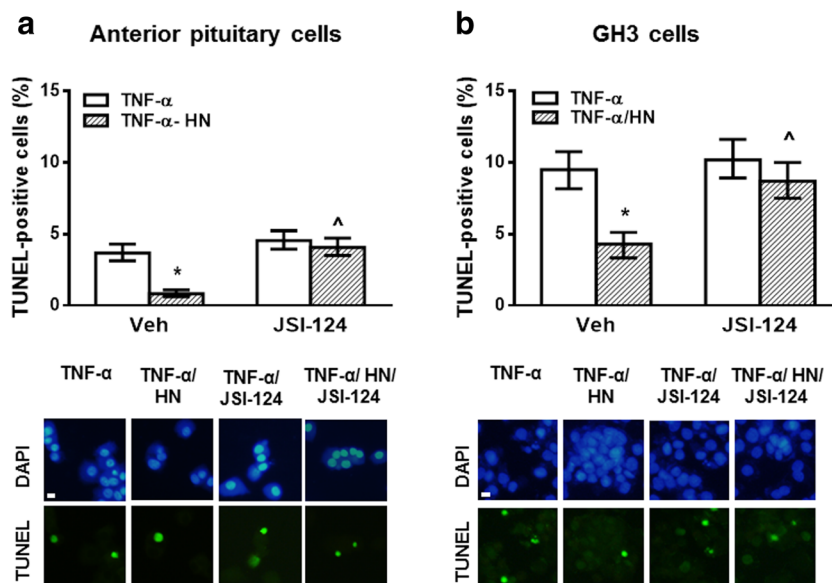 a
Anterior pituitary cells
TUNEL-positive cells (%)
15
10
5
0
TNF-α
TNF-α- HN
*
^
Veh
JSI-124
TNF-α
TNF-α/
HN
TNF-α/
JSI-124
TNF-α/ HN/
JSI-124
DAPI
TUNEL
b
GH3 cells
TUNEL-positive cells (%)
15
10
5
0
TNF-α
TNF-α/HN
*
^
Veh
JSI-124
TNF-α
TNF-α/
HN
TNF-α/
JSI-124
TNF-α/ HN/
JSI-124
DAPI
TUNEL